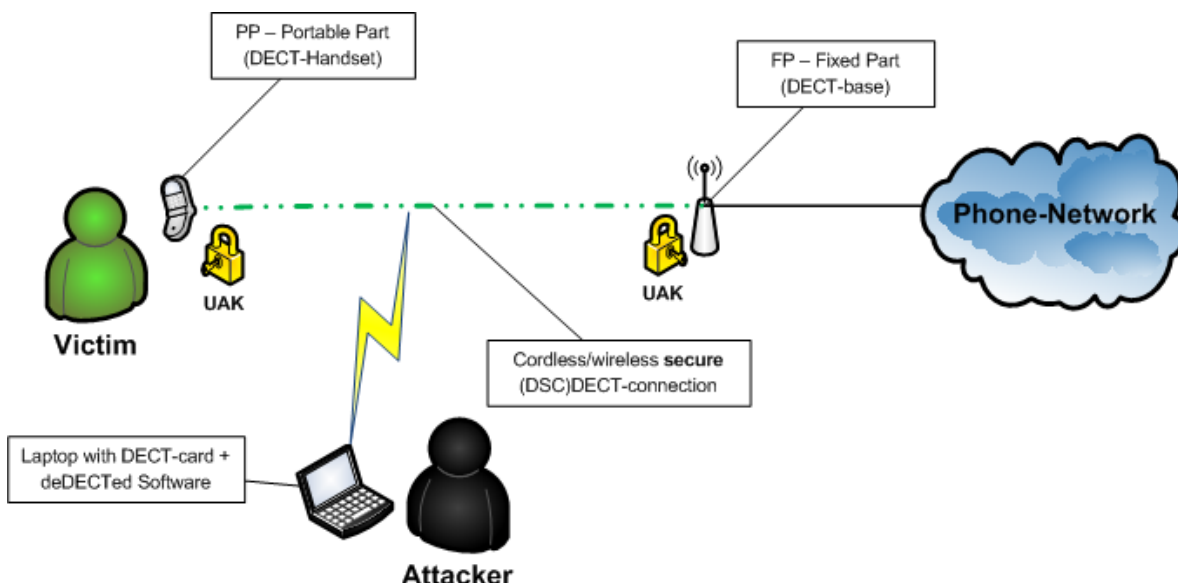 PP – Portable Part
(DECT-Handset)
FP – Fixed Part
(DECT-base)
Phone-Network
UAK
UAK
Victim
Cordless/wireless secure
(DSC)DECT-connection
Laptop with DECT-card +
deDECTed Software
Attacker